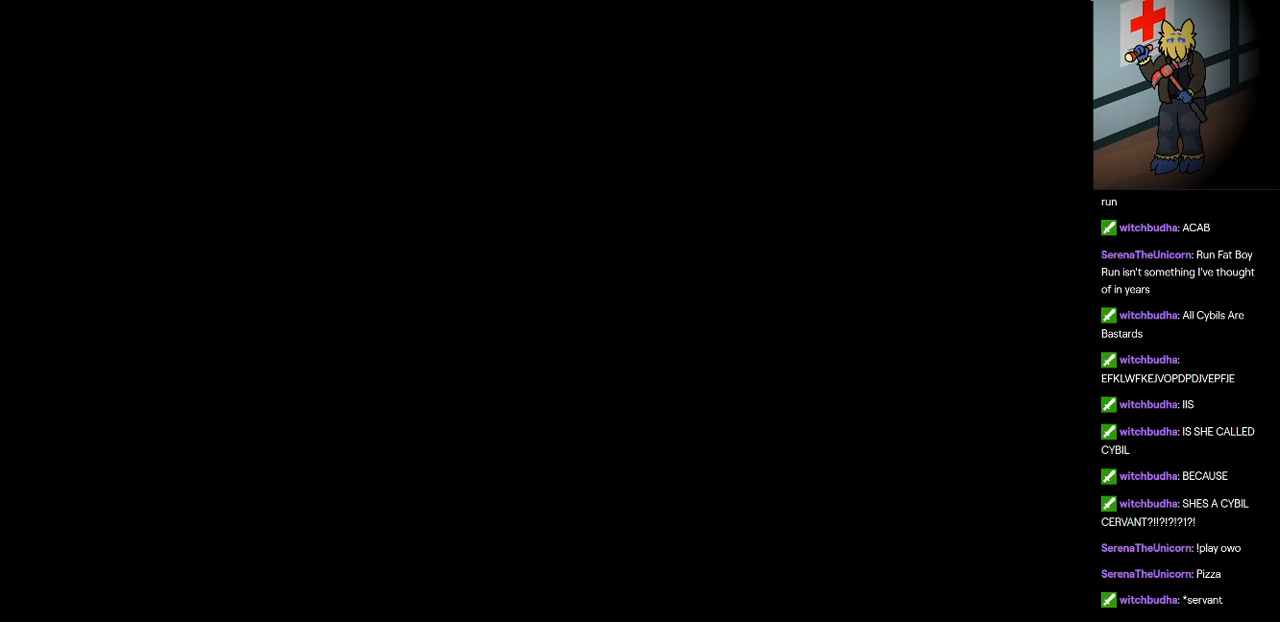 run
witchbudha: ACAB
SerenaTheUnicorn: Run Fat Boy
Run isn't something I've thought
of in years
witchbudha: All Cybils Are
Bastards
witchbudha:
EFKLWFKEJVOPDPDJVEPFJE
witchbudha: IIS
witchbudha: IS SHE CALLED
CYBIL
witchbudha: BECAUSE
witchbudha: SHES A CYBIL
CERVANT?!!?!?!?1?!
SerenaTheUnicorn: !play owo
SerenaTheUnicorn: Pizza
witchbudha: *servant